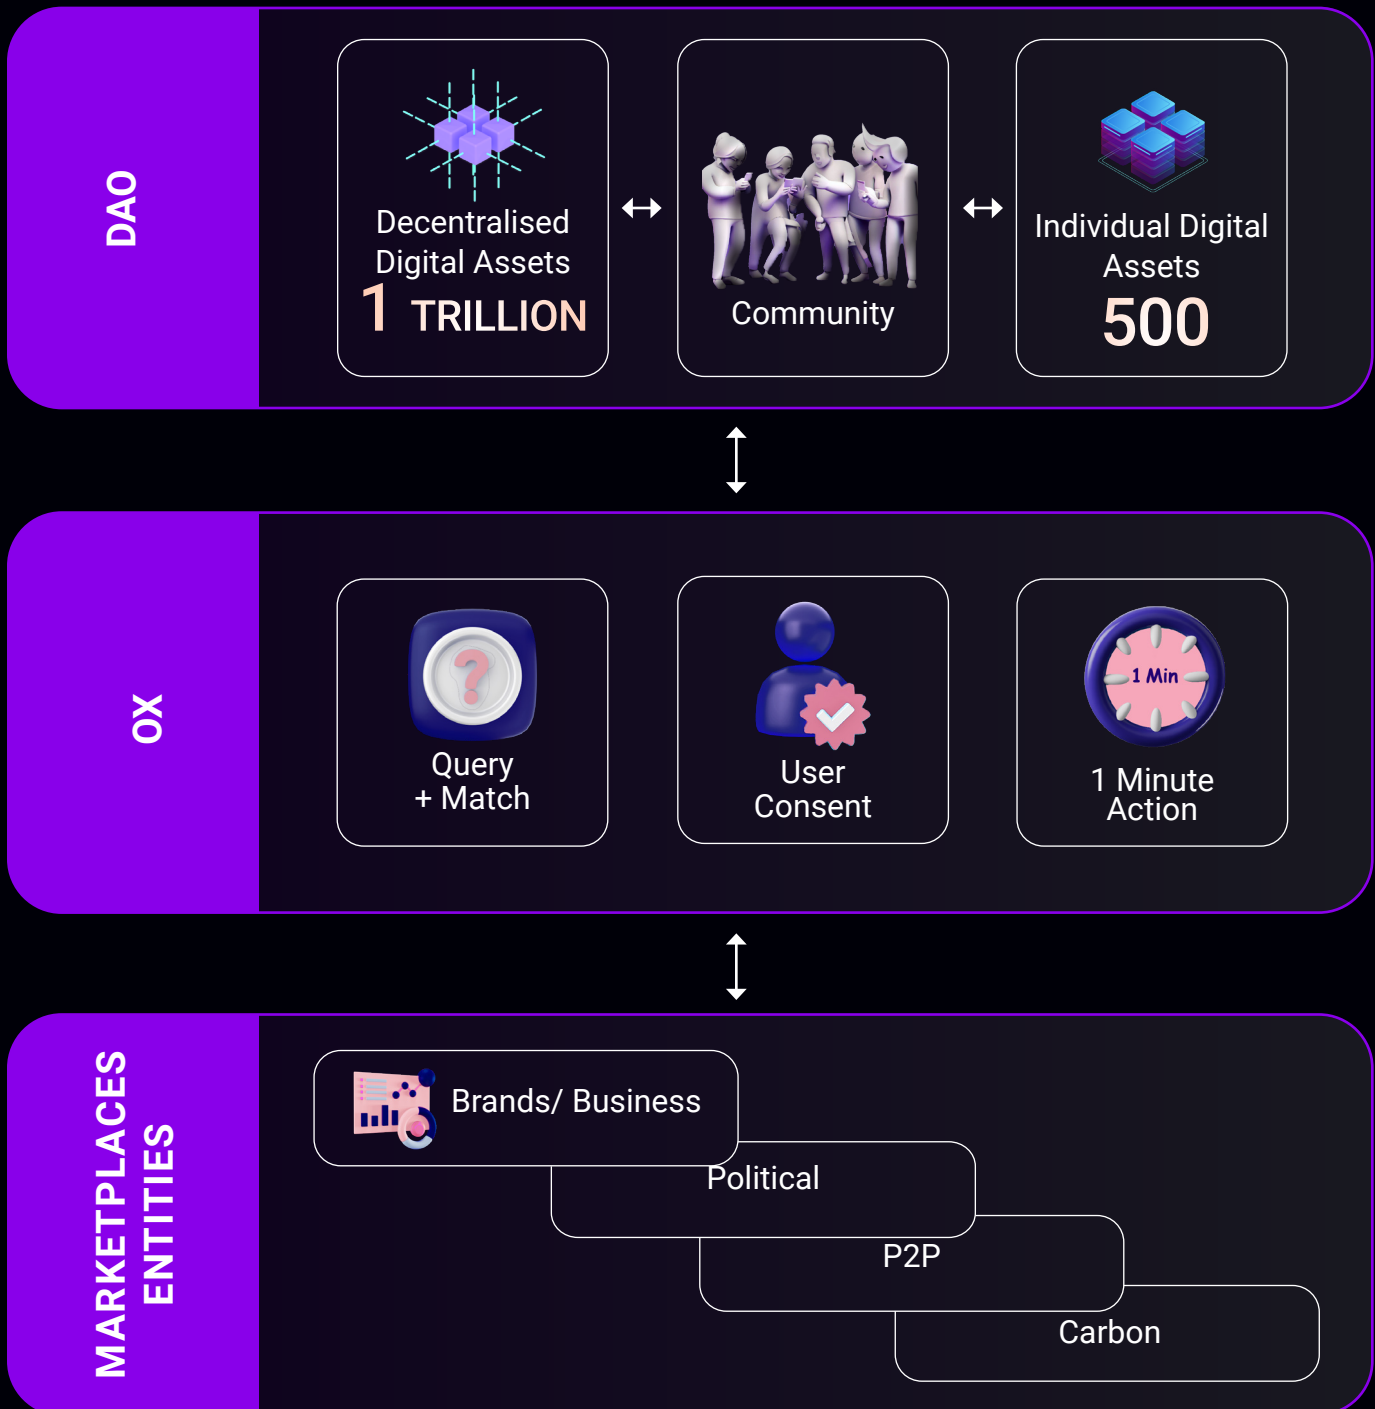 DAO
Decentralised
Digital Assets
1 TRILLION
Community
Individual Digital
Assets
500
OX
?
Query
+ Match
User
Consent
1 Min
1 Minute
Action
MARKETPLACES
ENTITIES
Brands/ Business
Political
P2P
Carbon